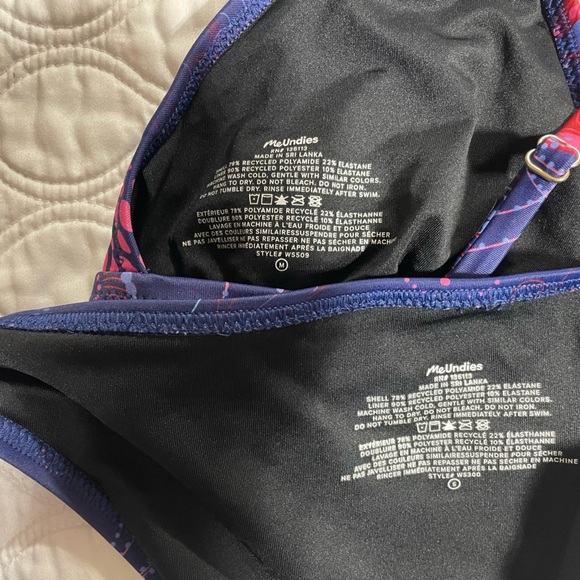 MeUndies
RN# 136113
MADE IN SRI LANKA
SHELL 78% RECYCLED POLYAMIDE 22% ELASTANE
LINER 90% RECYCLED POLYESTER 10% ELASTANE
MACHINE WASH COLD, GENTLE WITH SIMILAR COLORS.
HANG TO DRY. DO NOT BLEACH. DO NOT IRON.
DO NOT TUMBLE DRY. RINSE IMMEDIATELY AFTER SWIM.
EXTÉRIEUR 78% POLYAMIDE RECYCLÉ 22% ÉLASTHANNE
DOUBLURE 90% POLYESTER RECYCLÉ 10% ÉLASTHANNE
LAVAGE EN MACHINE À L'EAU FROIDE ET DOUCE
AVEC DES COULEURS SIMILAIRESSUSPENDRE POUR SÉCHER
NE PAS JAVELLISER NE PAS REPASSER NE PAS SÉCHER EN MACHINE
RINCER IMMÉDIATEMENT APRÈS LA BAIGNADE
STYLE# WS509
M
MeUndies
RN# 136113
MADE IN SRI LANKA
SHELL 78% RECYCLED POLYAMIDE 22% ELASTANE
LINER 90% RECYCLED POLYESTER 10% ELASTANE
MACHINE WASH COLD, GENTLE WITH SIMILAR COLORS.
HANG TO DRY. DO NOT BLEACH. DO NOT IRON.
DO NOT TUMBLE DRY. RINSE IMMEDIATELY AFTER SWIM.
EXTÉRIEUR 78% POLYAMIDE RECYCLÉ 22% ÉLASTHANNE
DOUBLURE 90% POLYESTER RECYCLÉ 10% ÉLASTHANNE
LAVAGE EN MACHINE À L'EAU FROIDE ET DOUCE
AVEC DES COULEURS SIMILAIRESSUSPENDRE POUR SÉCHER
NE PAS JAVELLISER NE PAS REPASSER NE PAS SÉCHER EN MACHINE
RINCER IMMÉDIATEMENT APRÈS LA BAIGNADE
STYLE# WS300
S